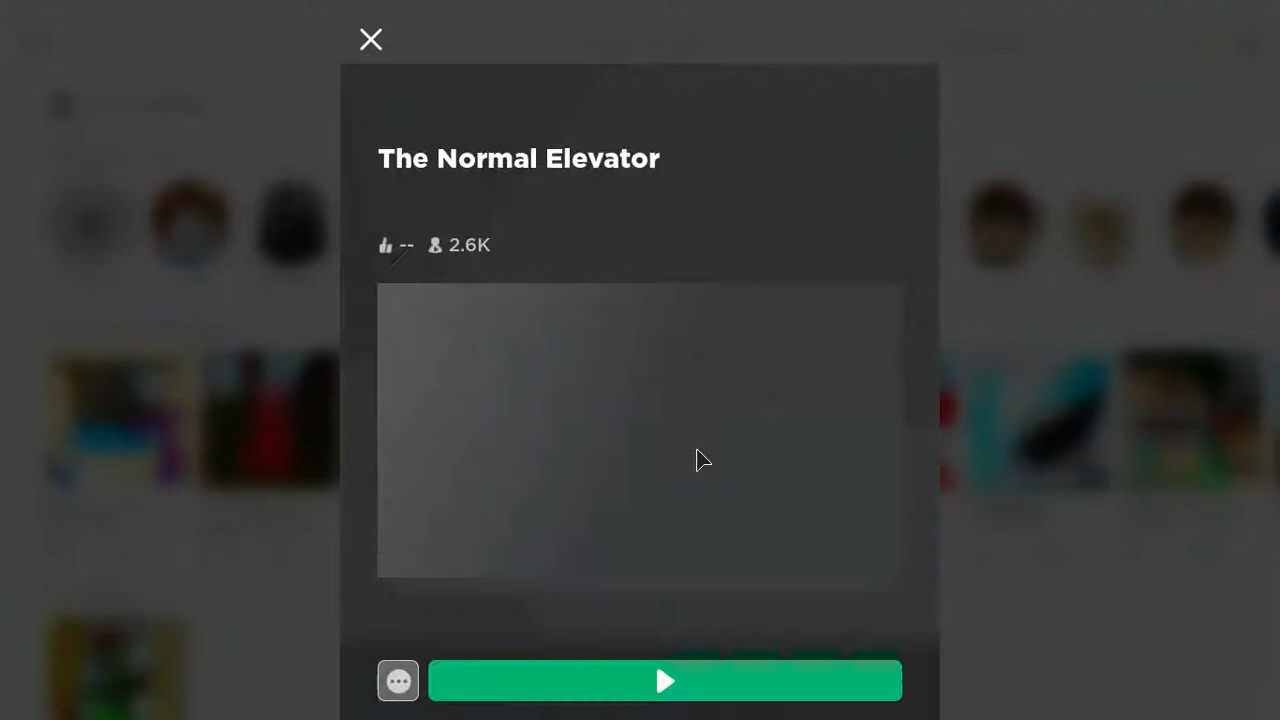 The Normal Elevator
-- 2.6K